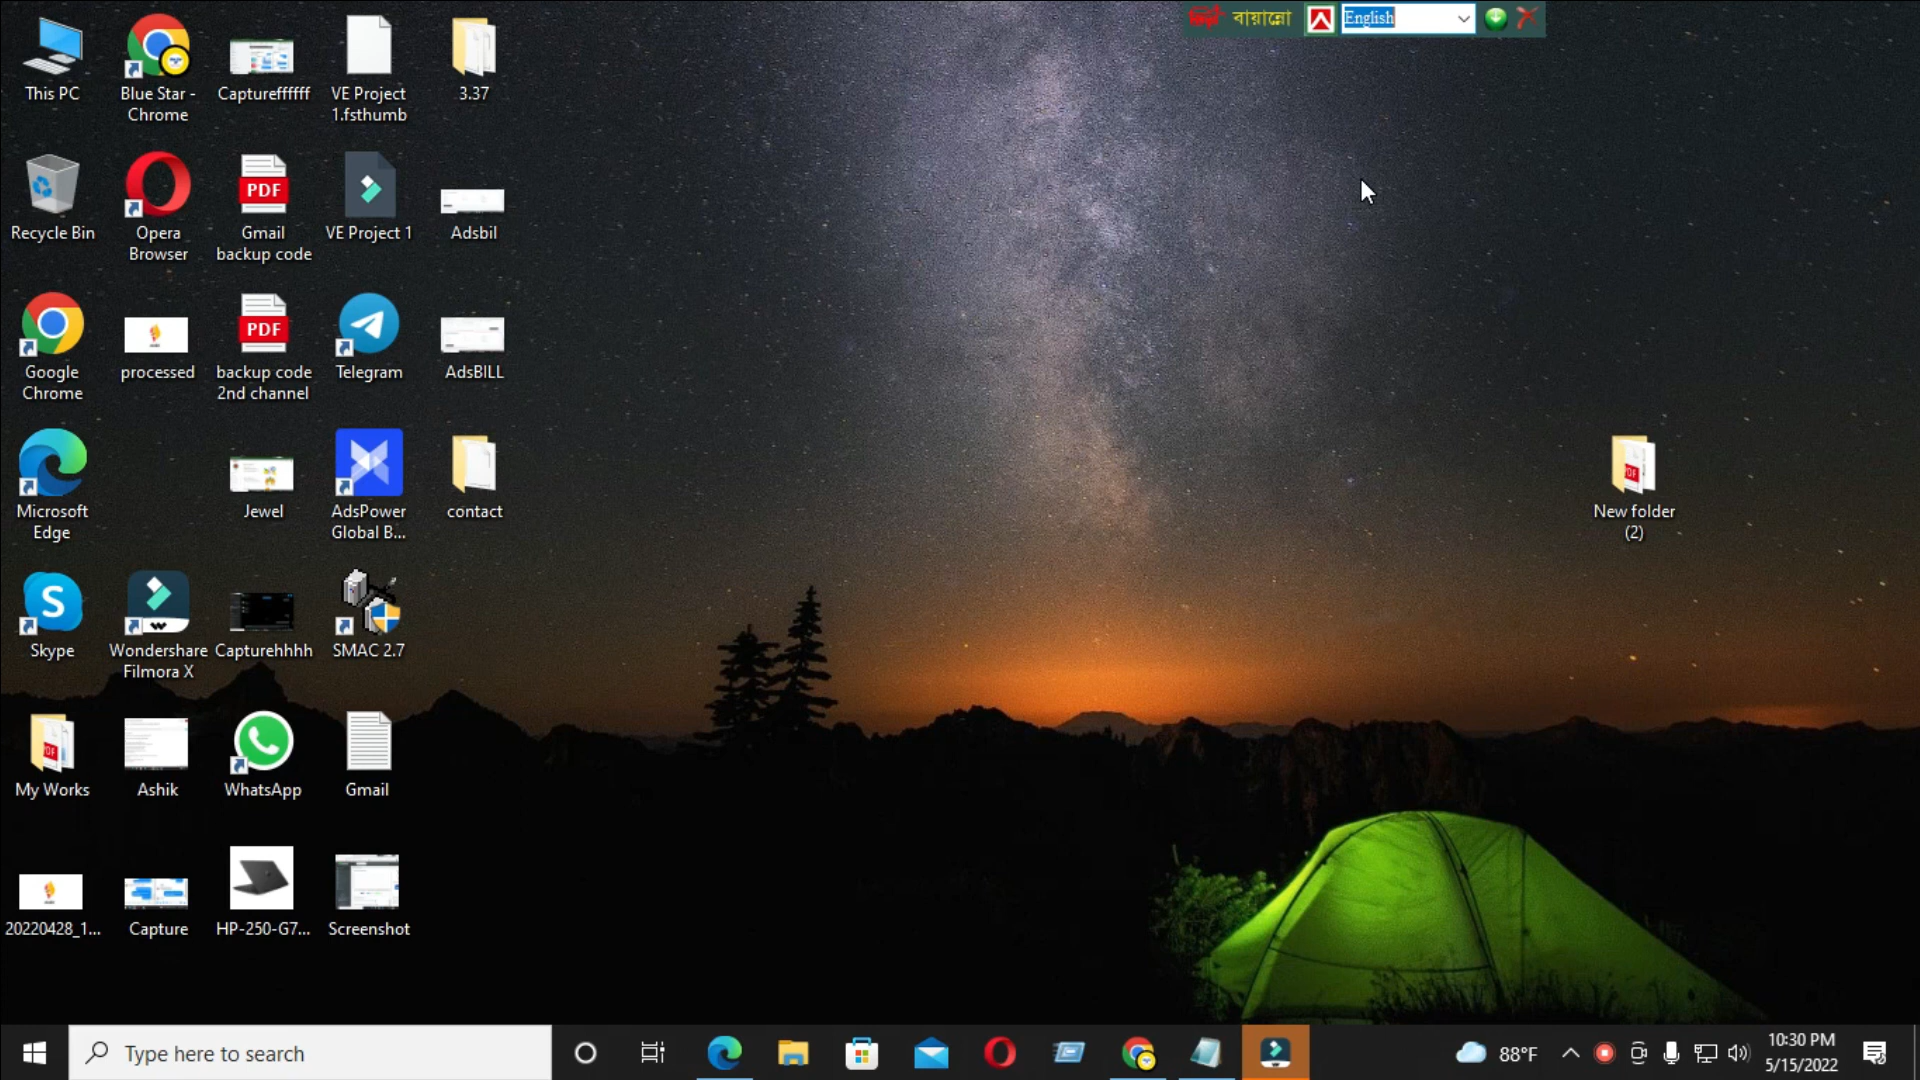 বায়ান্নো
English
This PC
Blue Star -
Chrome
Captureffffff
VE Project
1.fsthumb
3.37
Recycle Bin
Opera
Browser
PDF
Gmail
backup code
VE Project 1
Adsbil
Google
Chrome
processed
PDF
backup code
2nd channel
Telegram
AdsBILL
Microsoft
Edge
Jewel
AdsPower
Global B...
contact
PDF
New folder
(2)
S
Skype
Wondershare
Filmora X
Capturehhhh
SMAC 2.7
My Works
Ashik
WhatsApp
Gmail
20220428_1...
Capture
HP-250-G7...
Screenshot
Type here to search
88°F
10:30 PM
5/15/2022